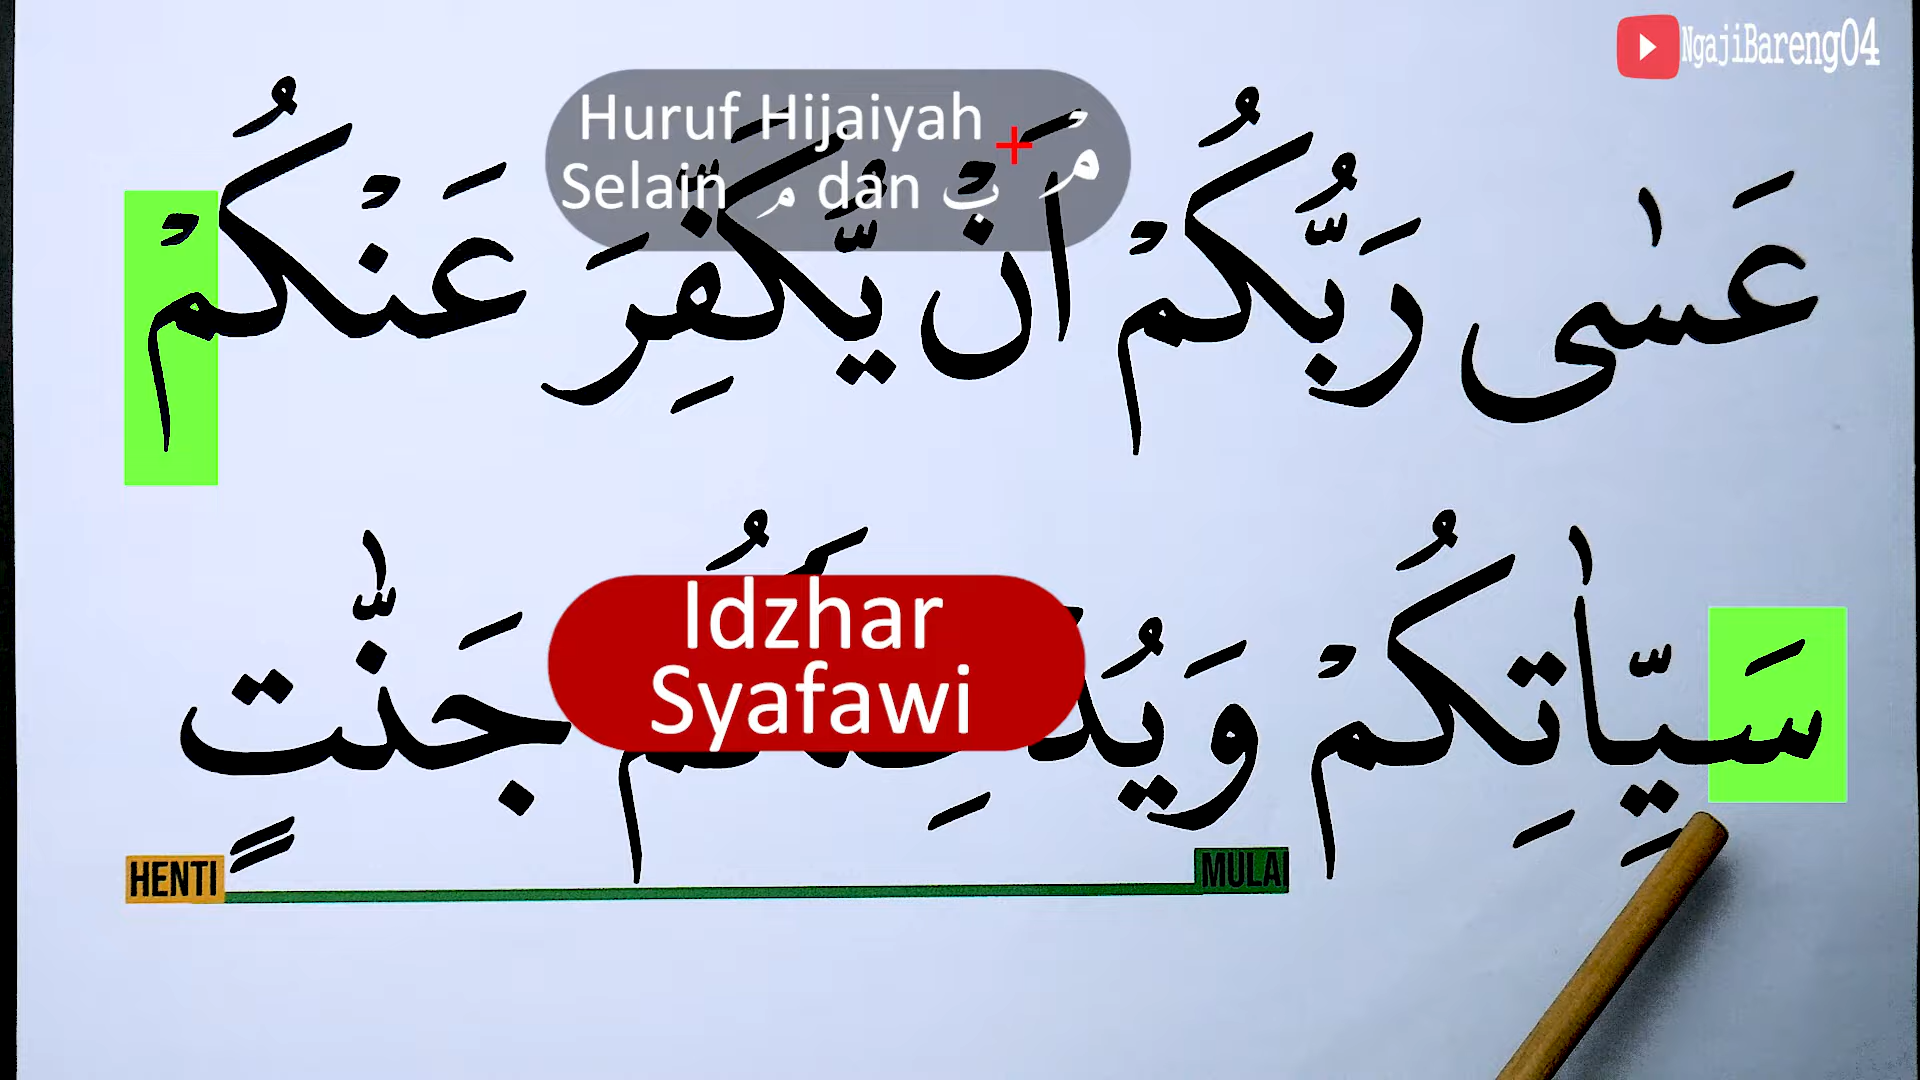 NgajiBareng04
Huruf Hijaiyah
Selain م dan ب + مْ
عَسٰى رَبُّكُمْ اَنْ يُّكَفِّرَ عَنْكُمْ
Idzhar
Syafawi
سَيِّاٰتِكُمْ جَنّٰتٍ
HENTI
MULAI